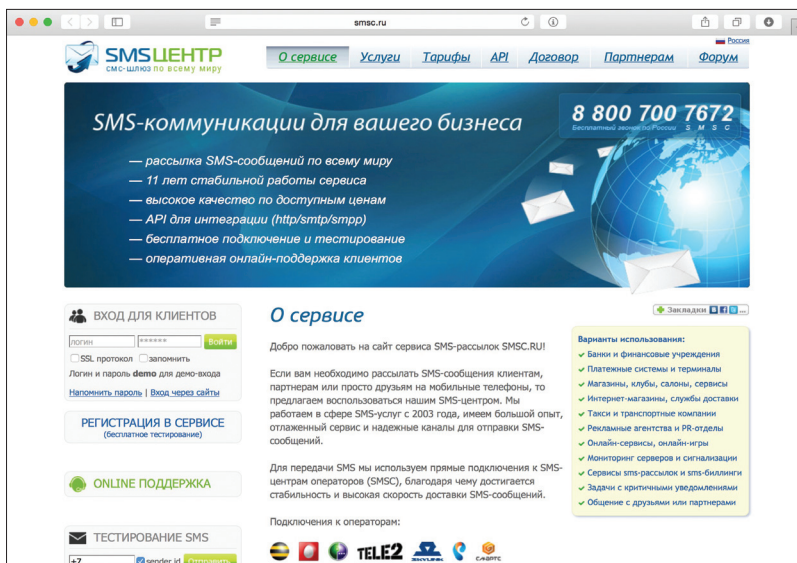 smsc.ru
Россия
SMSЦЕНТР
СМС-ШЛЮЗ ПО ВСЕМУ МИРУ
О сервисе Услуги Тарифы API Договор Партнерам Форум
SMS-коммуникации для вашего бизнеса
8 800 700 7672
Бесплатный звонок по России S M S C
— рассылка SMS-сообщений по всему миру
— 11 лет стабильной работы сервиса
— высокое качество по доступным ценам
— API для интеграции (http/smtp/smpp)
— бесплатное подключение и тестирование
— оперативная онлайн-поддержка клиентов
ВХОД ДЛЯ КЛИЕНТОВ
логин ****** Войти
SSL протокол запомнить
Логин и пароль demo для демо-входа
Напомнить пароль | Вход через сайты
РЕГИСТРАЦИЯ В СЕРВИСЕ
(бесплатное тестирование)
ONLINE ПОДДЕРЖКА
ТЕСТИРОВАНИЕ SMS
+7 sender id Отправить
О сервисе
Закладки
Добро пожаловать на сайт сервиса SMS-рассылок SMSC.RU!
Если вам необходимо рассылать SMS-сообщения клиентам,
партнерам или просто друзьям на мобильные телефоны, то
предлагаем воспользоваться нашим SMS-центром. Мы
работаем в сфере SMS-услуг с 2003 года, имеем большой опыт,
отлаженный сервис и надежные каналы для отправки SMS-
сообщений.
Для передачи SMS мы используем прямые подключения к SMS-
центрам операторов (SMSC), благодаря чему достигается
стабильность и высокая скорость доставки SMS-сообщений.
Подключения к операторам:
TELE2 SKYLINK СМАРТС
Варианты использования:
Банки и финансовые учреждения
Платежные системы и терминалы
Магазины, клубы, салоны, сервисы
Интернет-магазины, службы доставки
Такси и транспортные компании
Рекламные агентства и PR-отделы
Онлайн-сервисы, онлайн-игры
Мониторинг серверов и сигнализации
Сервисы sms-рассылок и sms-биллинги
Задачи с критичными уведомлениями
Общение с друзьями или партнерами